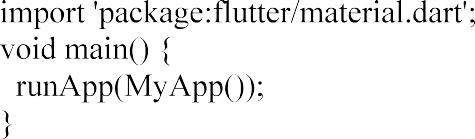 import 'package:flutter/material.dart';
void main() {
  runApp(MyApp());
}